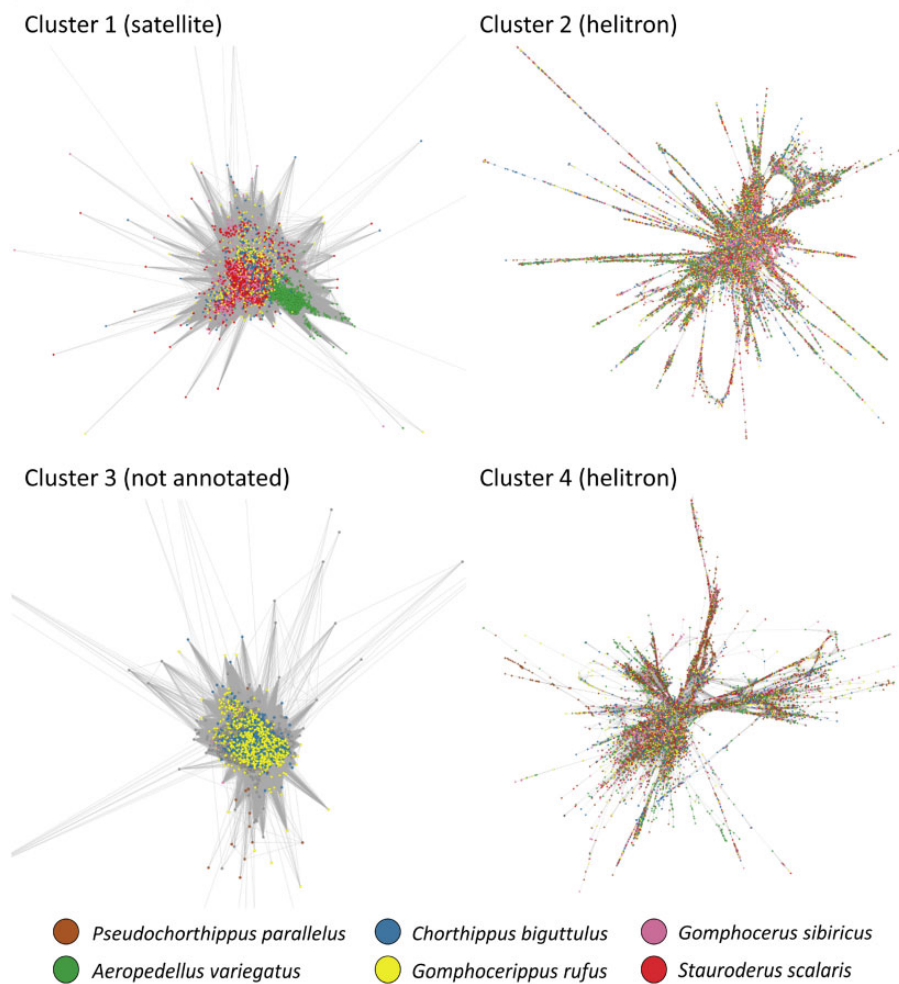 Cluster 1 (satellite)
Cluster 2 (helitron)
Cluster 3 (not annotated)
Cluster 4 (helitron)
Pseudochorthippus parallelus
Chorthippus biguttulus
Gomphocerus sibiricus
Aeropedellus variegatus
Gomphocerippus rufus
Stauroderus scalaris